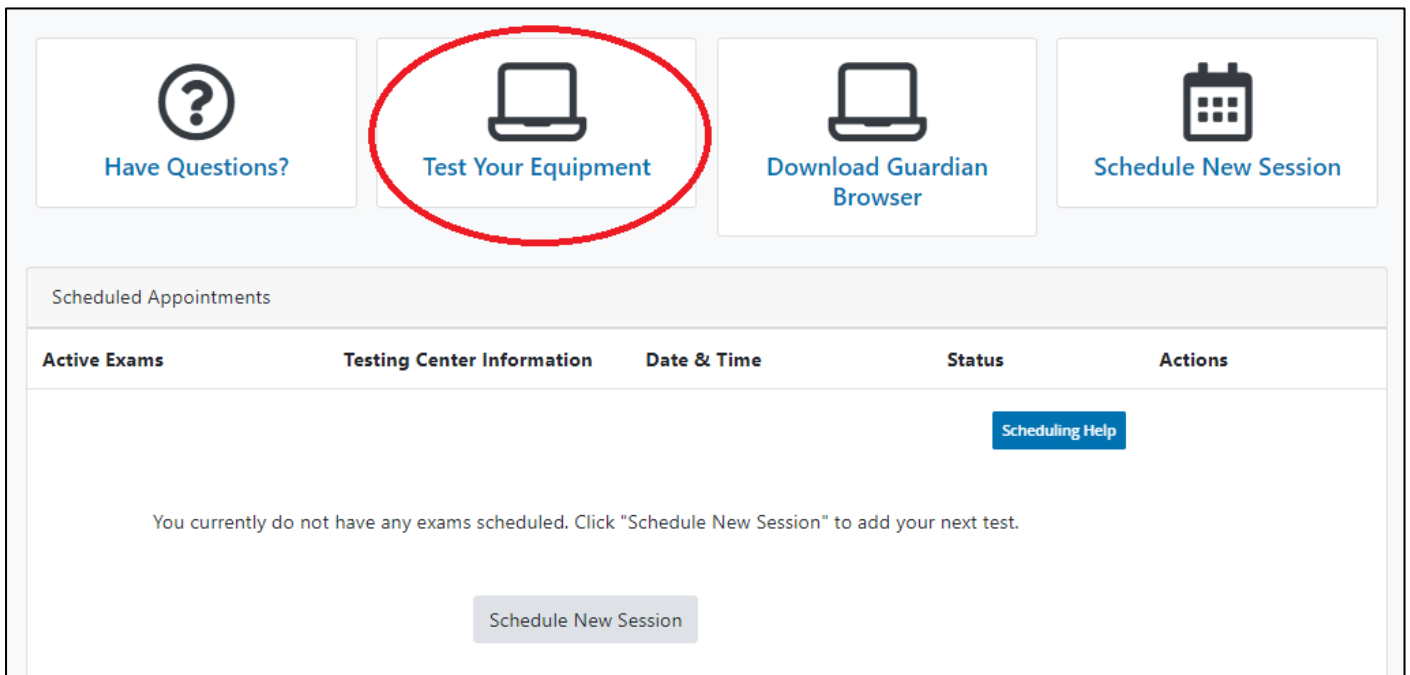 Have Questions?
Test Your Equipment
Download Guardian
Browser
Schedule New Session
Scheduled Appointments
Active Exams Testing Center Information Date & Time Status Actions
Scheduling Help
You currently do not have any exams scheduled. Click "Schedule New Session" to add your next test.
Schedule New Session